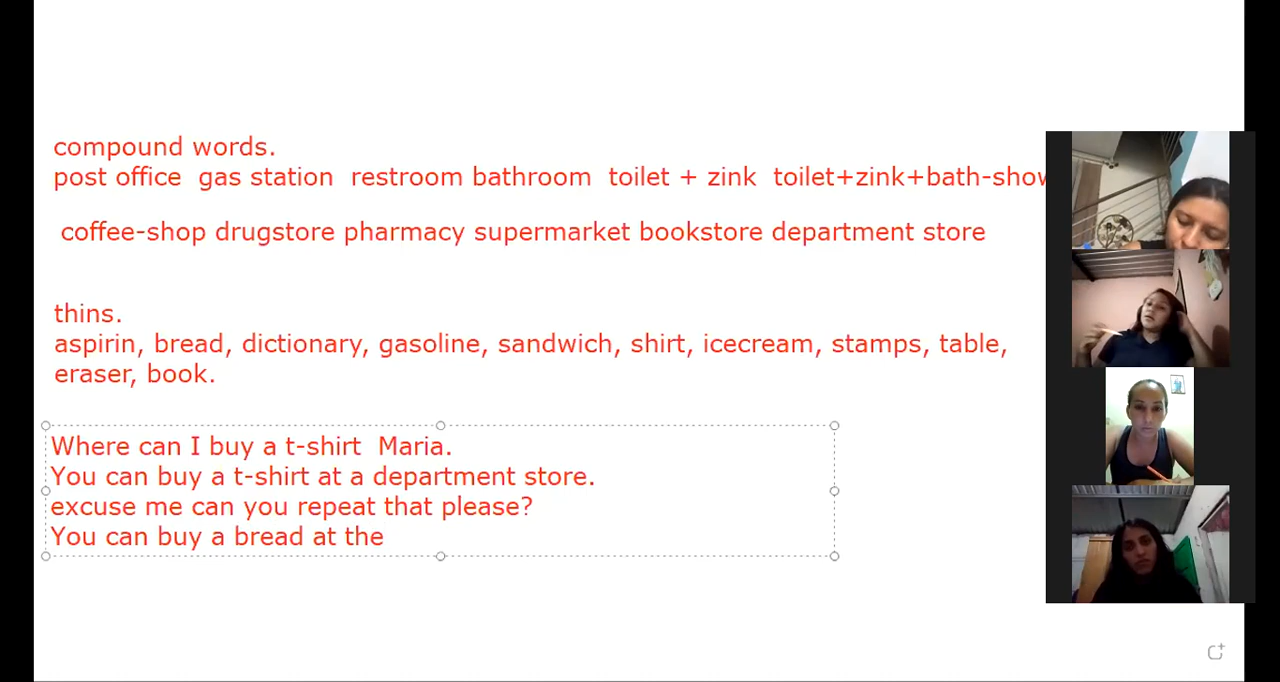 compound words.
post office gas station restroom bathroom toilet + zink toilet+zink+bath-show
coffee-shop drugstore pharmacy supermarket bookstore department store
thins.
aspirin, bread, dictionary, gasoline, sandwich, shirt, icecream, stamps, table,
eraser, book.
Where can I buy a t-shirt Maria.
You can buy a t-shirt at a department store.
excuse me can you repeat that please?
You can buy a bread at the